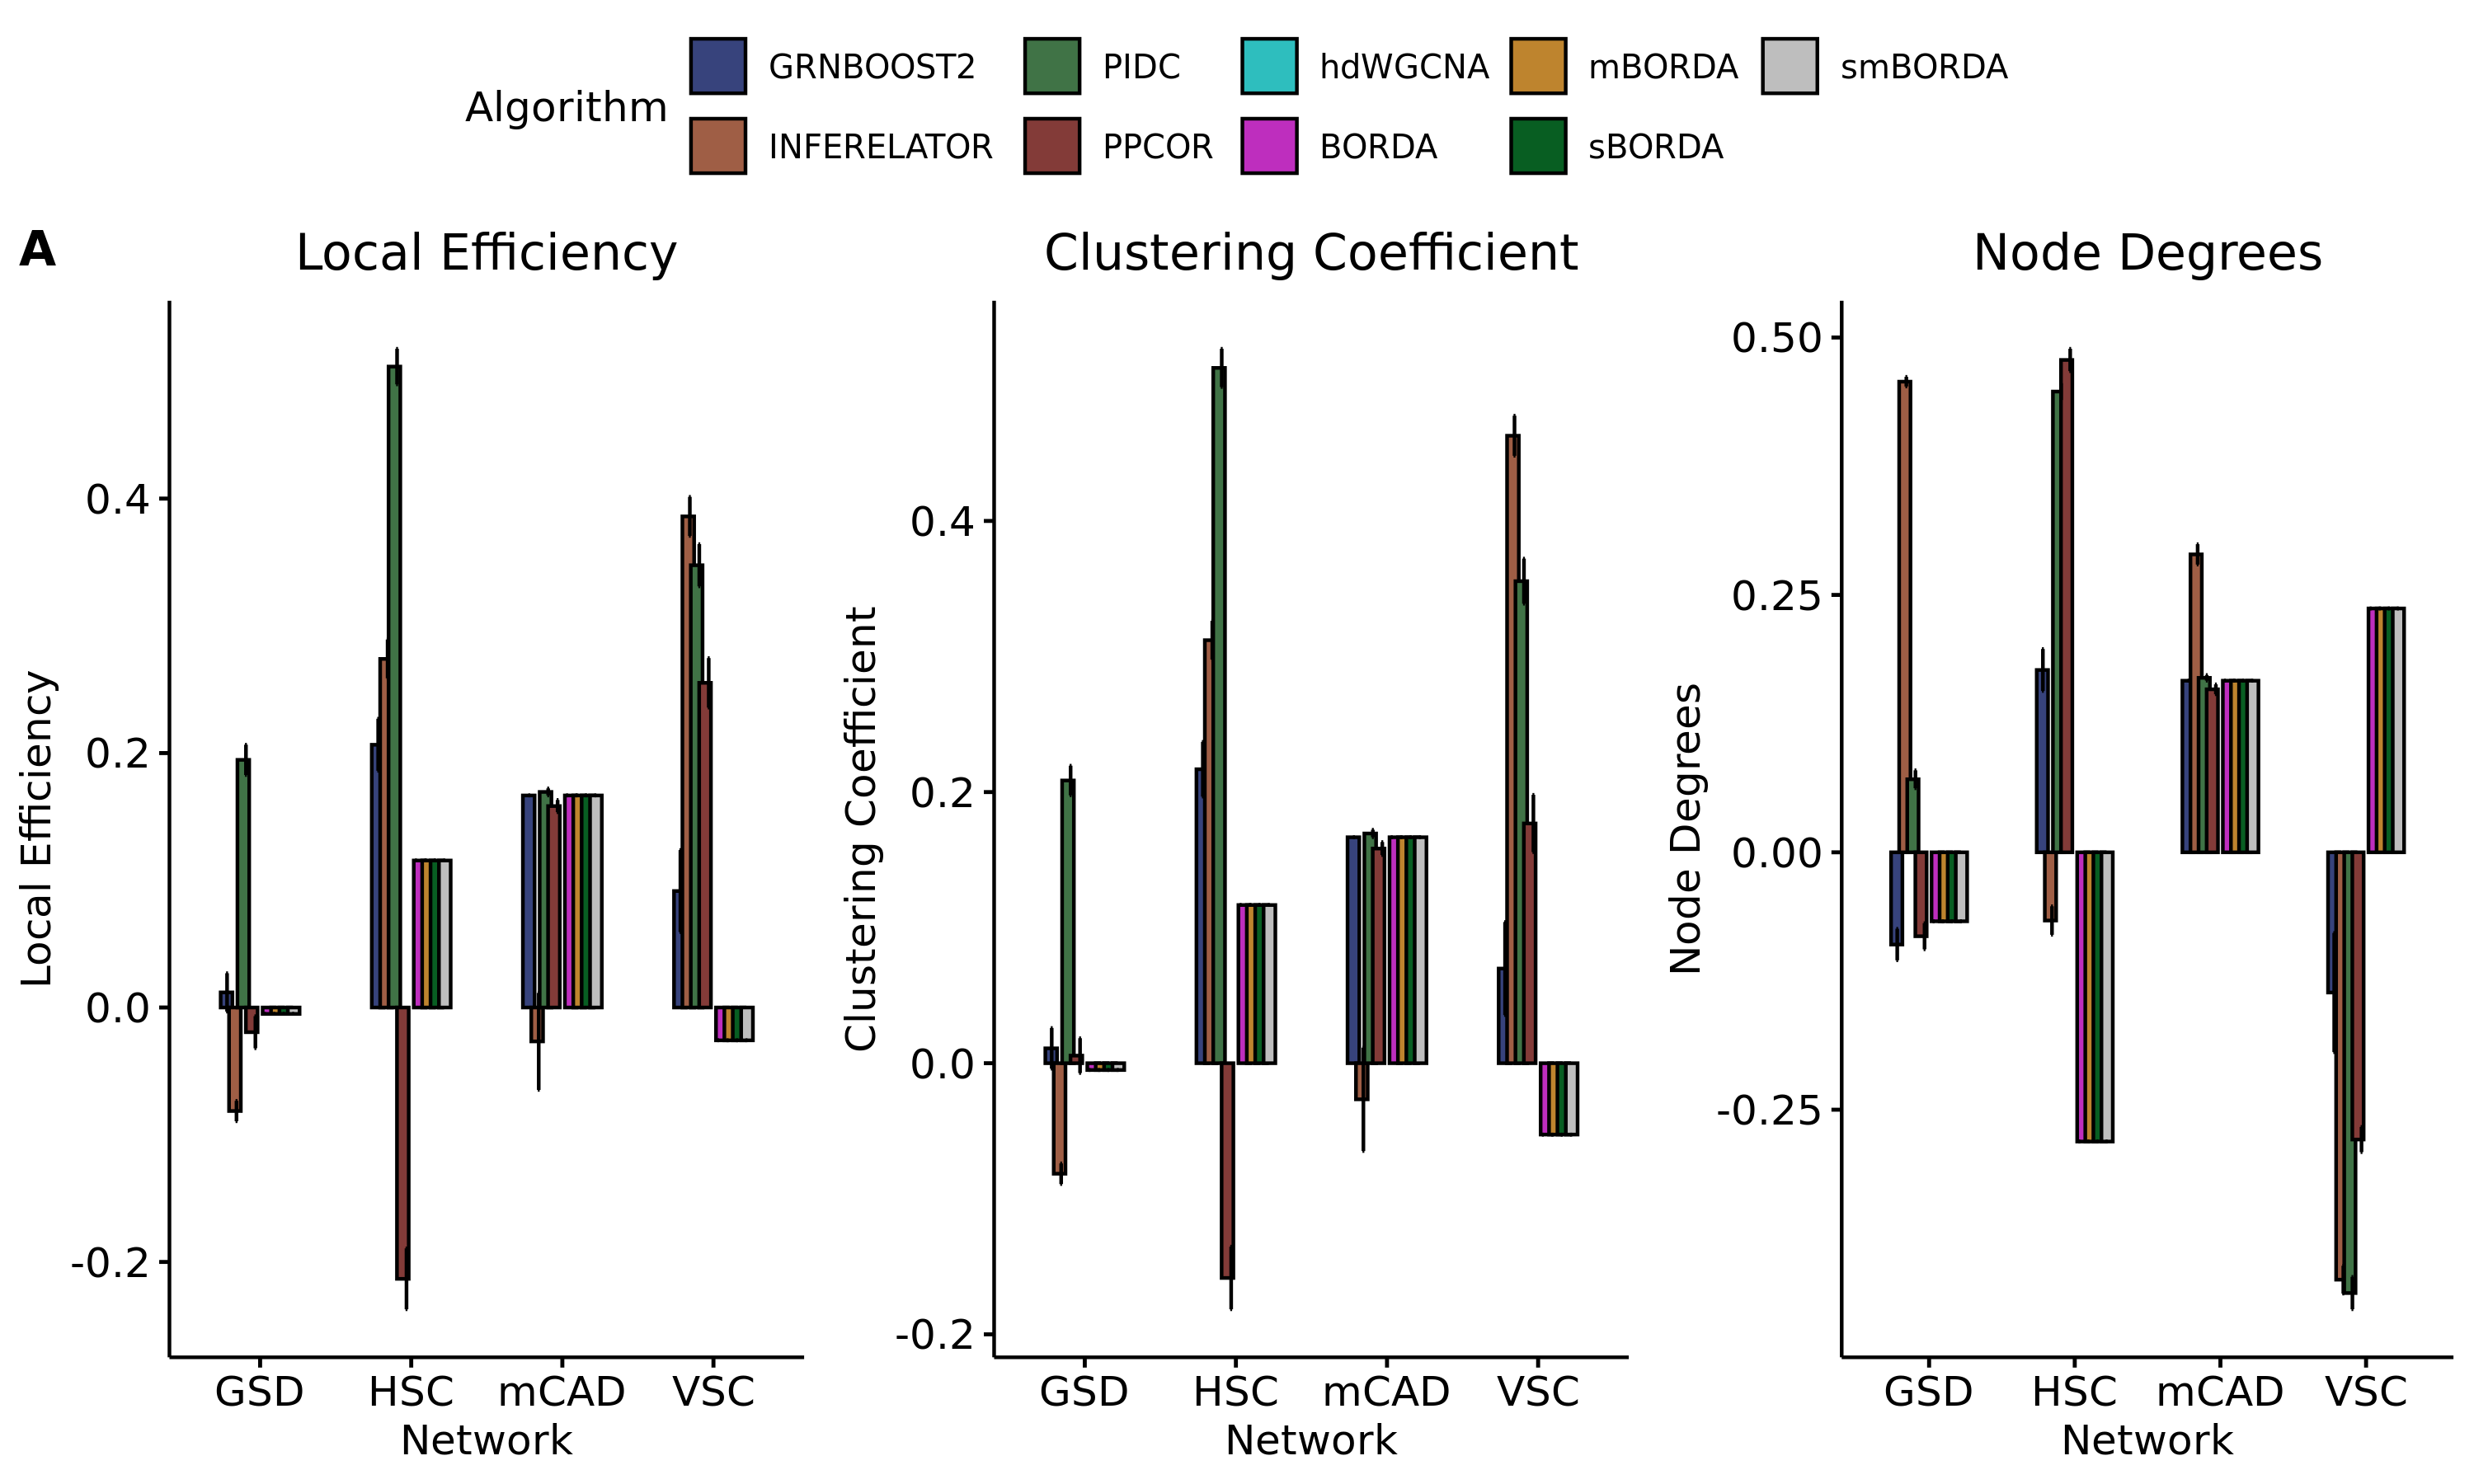 Algorithm
GRNBOOST2 PIDC hdWGCNA mBORDA smBORDA
INFERELATOR PPCOR BORDA sBORDA
A
Local Efficiency
Local Efficiency
0.4
0.2
0.0
-0.2
GSD HSC mCAD VSC
Network
Clustering Coefficient
Clustering Coefficient
0.4
0.2
0.0
-0.2
GSD HSC mCAD VSC
Network
Node Degrees
Node Degrees
0.50
0.25
0.00
-0.25
GSD HSC mCAD VSC
Network